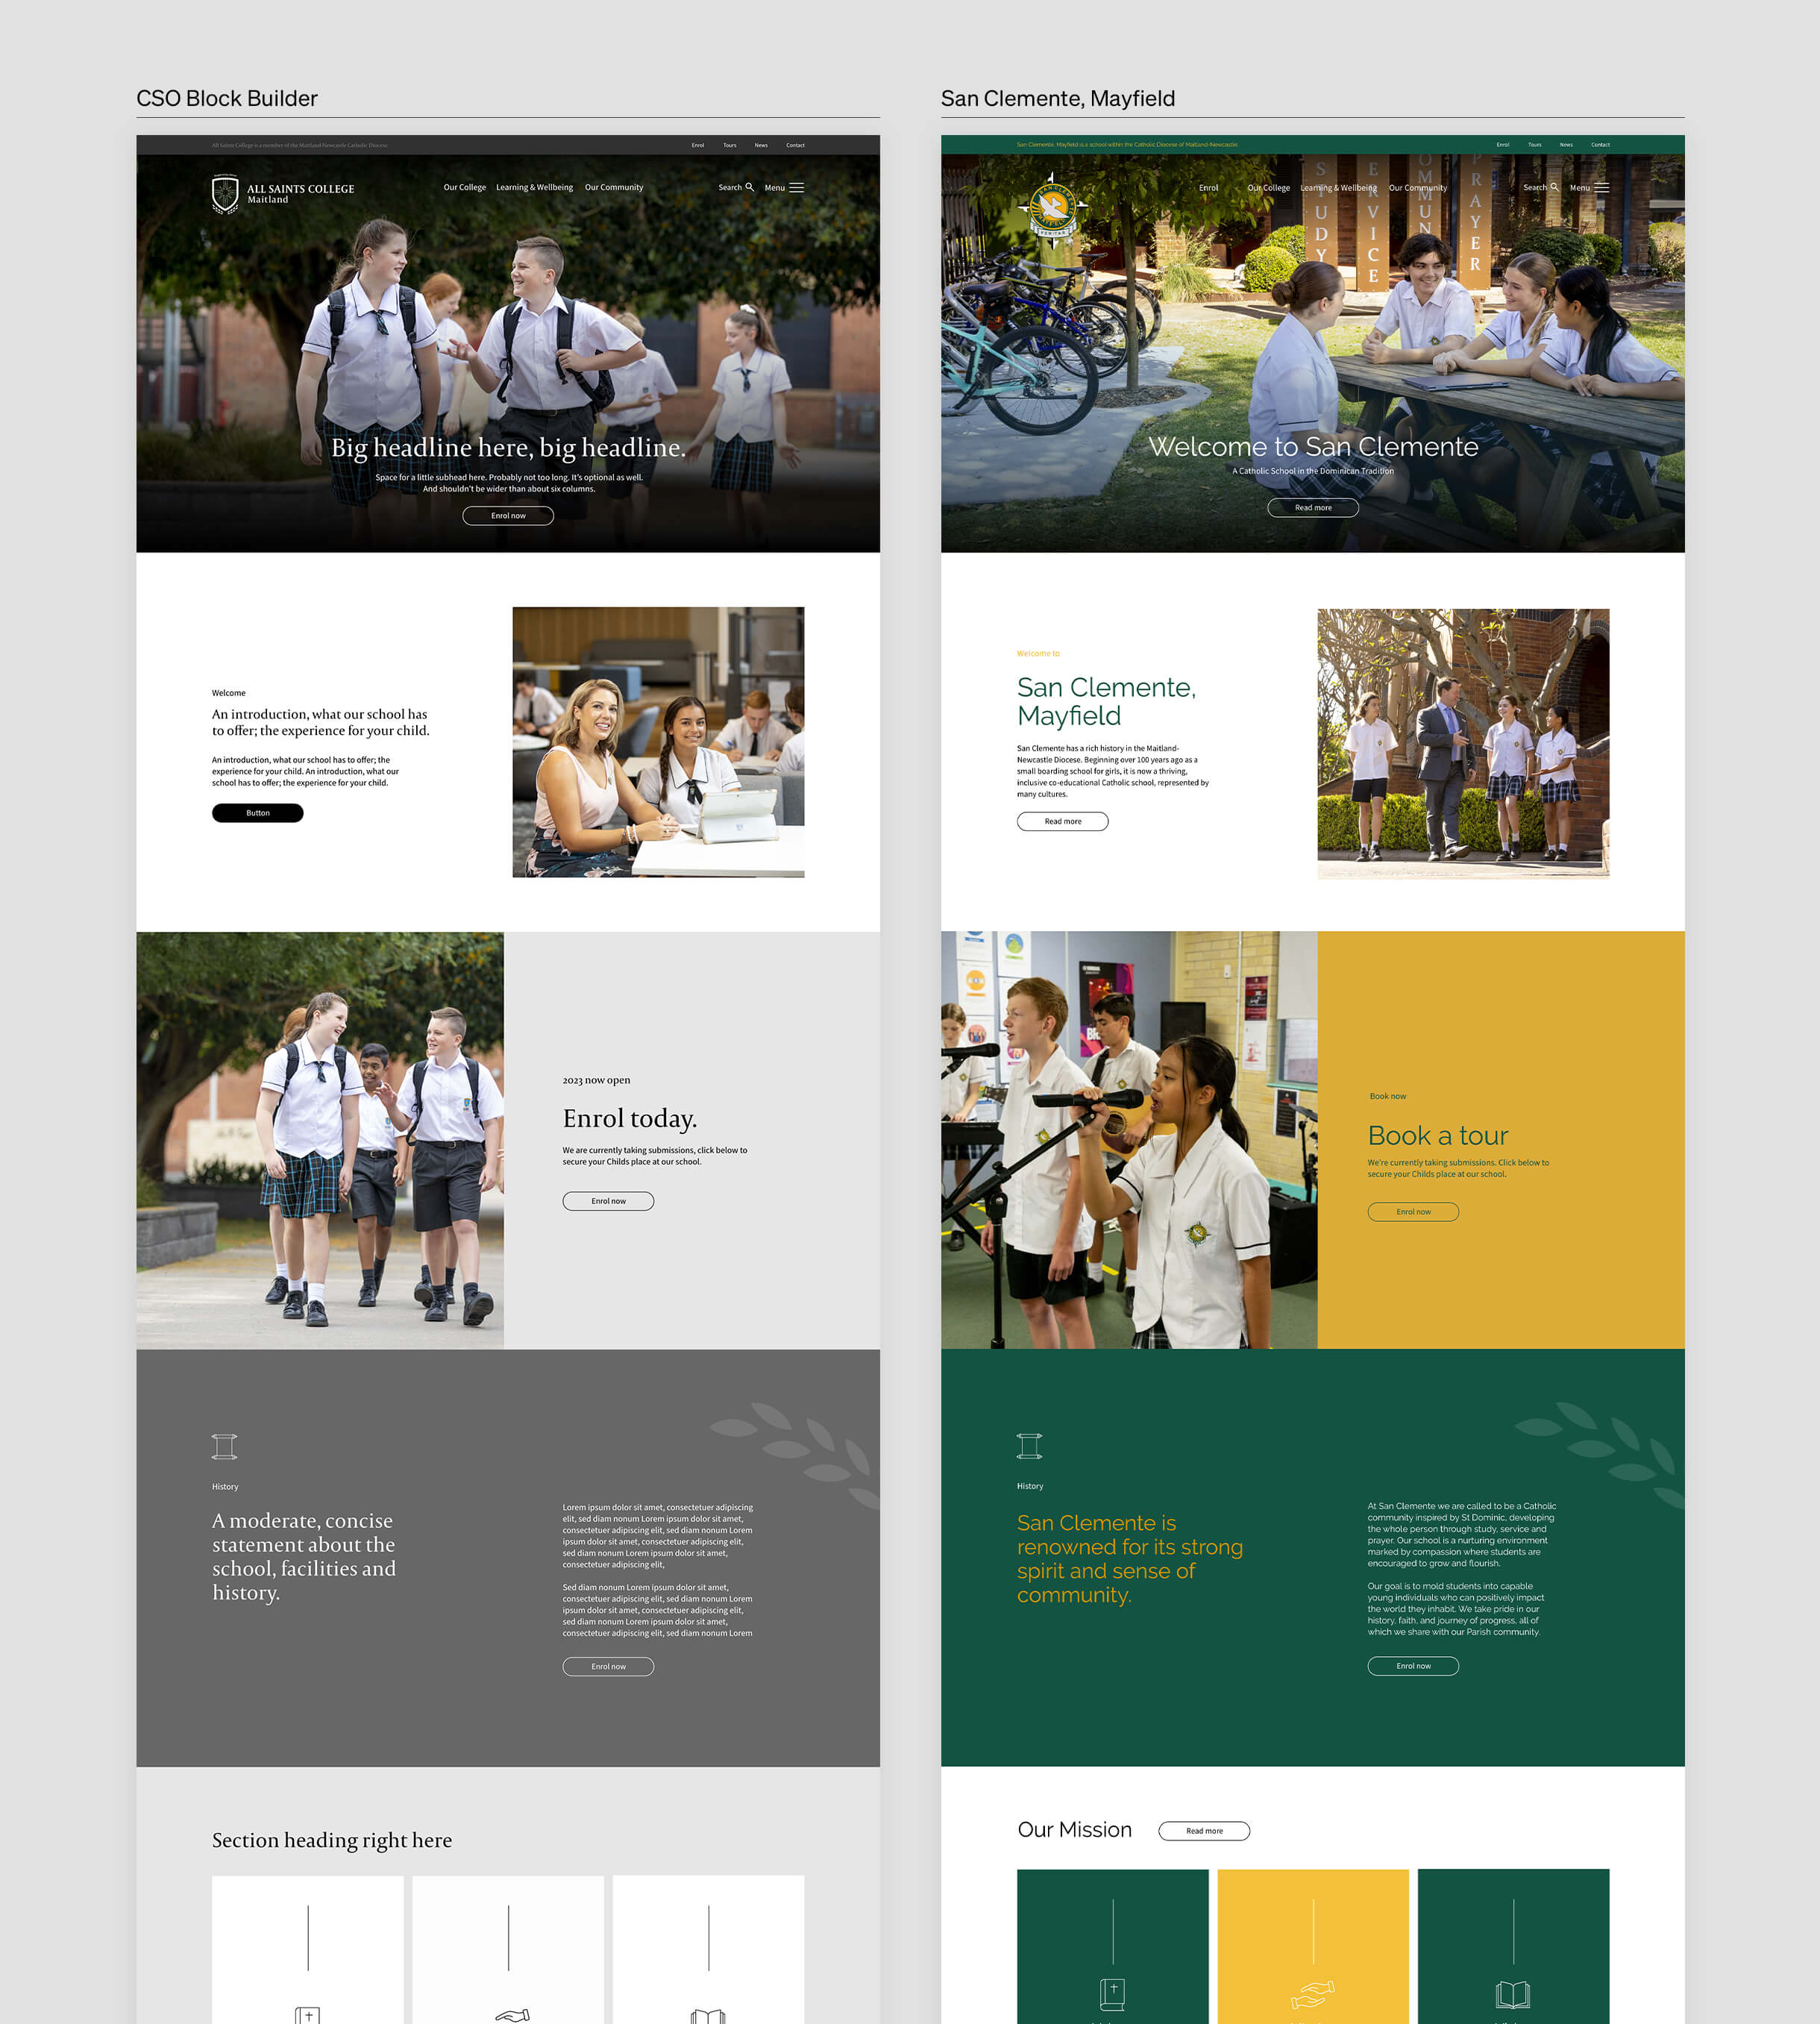 CSO Block Builder
All Saints College is a member of the Maitland Newcastle Catholic Diocese
Enrol Tours News Contact
ALL SAINTS COLLEGE
Maitland
Our College Learning & Wellbeing Our Community
Search Menu
Big headline here, big headline.
Space for a little subhead here. Probably not too long. It's optional as well.
And shouldn't be wider than about six columns.
Enrol now
Welcome
An introduction, what our school has
to offer; the experience for your child.
An introduction, what our school has to offer; the
experience for your child. An introduction, what our
school has to offer; the experience for your child.
Button
2023 now open
Enrol today.
We are currently taking submissions, click below to
secure your Childs place at our school.
Enrol now
History
A moderate, concise
statement about the
school, facilities and
history.
Lorem ipsum dolor sit amet, consectetuer adipiscing
elit, sed diam nonum Lorem ipsum dolor sit amet,
consectetuer adipiscing elit, sed diam nonum Lorem
ipsum dolor sit amet, consectetuer adipiscing elit,
sed diam nonum Lorem ipsum dolor sit amet,
consectetuer adipiscing elit,
Sed diam nonum Lorem ipsum dolor sit amet,
consectetuer adipiscing elit, sed diam nonum Lorem
ipsum dolor sit amet, consectetuer adipiscing elit,
sed diam nonum Lorem ipsum dolor sit amet,
consectetuer adipiscing elit, sed diam nonum Lorem
Enrol now
Section heading right here
San Clemente, Mayfield
San Clemente, Mayfield is a school within the Catholic Diocese of Maitland-Newcastle.
Enrol Tours News Contact
Enrol Our College Learning & Wellbeing Our Community
Search Menu
VERITAS
STUDY
SERVICE
COMMUN
PRAYER
Welcome to San Clemente
A Catholic School in the Dominican Tradition
Read more
Welcome to
San Clemente,
Mayfield
San Clemente has a rich history in the Maitland-
Newcastle Diocese. Beginning over 100 years ago as a
small boarding school for girls, it is now a thriving,
inclusive co-educational Catholic school, represented by
many cultures.
Read more
Book now
Book a tour
We're currently taking submissions. Click below to
secure your Childs place at our school.
Enrol now
History
San Clemente is
renowned for its strong
spirit and sense of
community.
At San Clemente we are called to be a Catholic
community inspired by St Dominic, developing
the whole person through study, service and
prayer. Our school is a nurturing environment
marked by compassion where students are
encouraged to grow and flourish.
Our goal is to mold students into capable
young individuals who can positively impact
the world they inhabit. We take pride in our
history, faith, and journey of progress, all of
which we share with our Parish community.
Enrol now
Our Mission
Read more